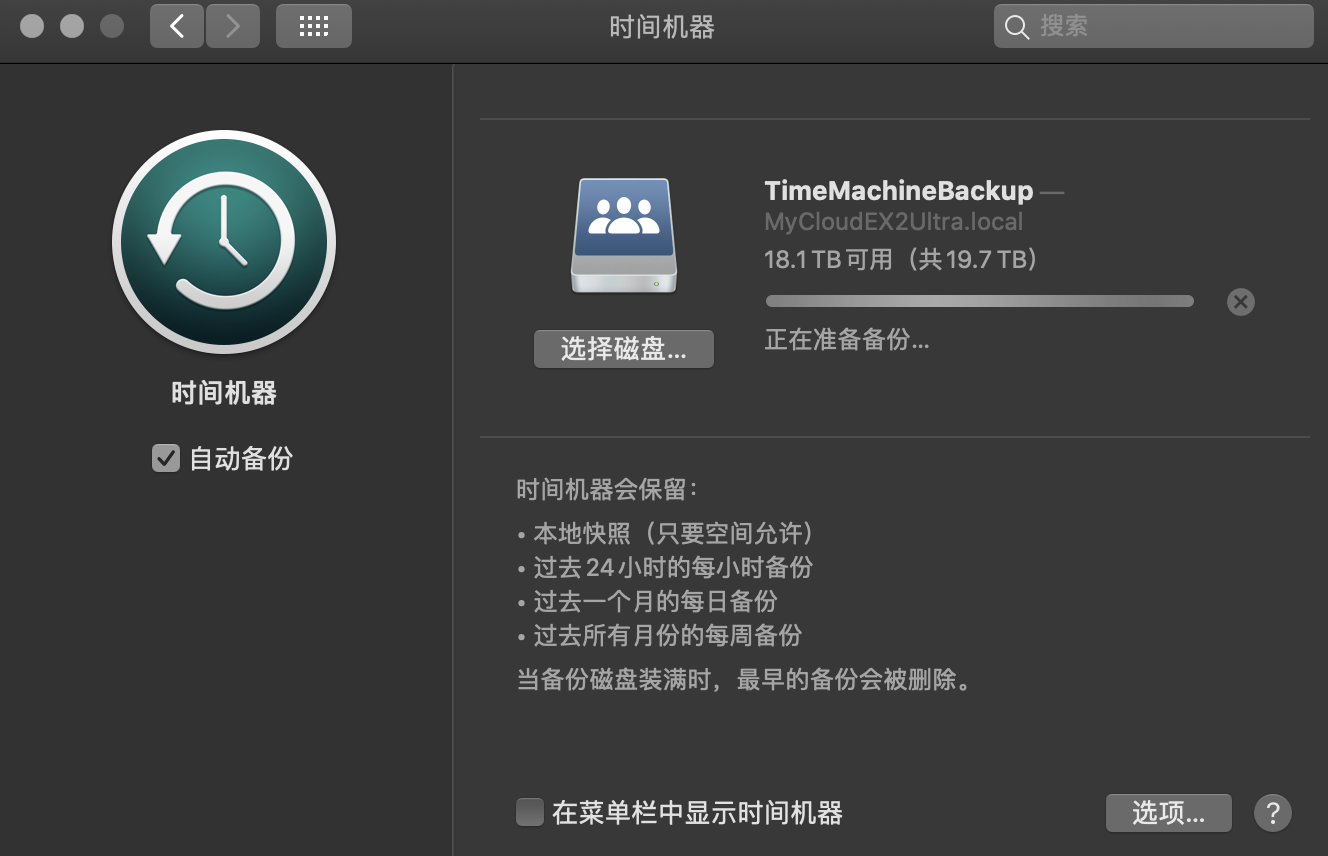 时间机器
搜索
TimeMachineBackup —
MyCloudEX2Ultra.local
18.1 TB 可用（共 19.7 TB）
正在准备备份…
选择磁盘…
时间机器
自动备份
时间机器会保留：
• 本地快照（只要空间允许）
• 过去 24 小时的每小时备份
• 过去一个月的每日备份
• 过去所有月份的每周备份
当备份磁盘装满时，最早的备份会被删除。
在菜单栏中显示时间机器
选项…
?